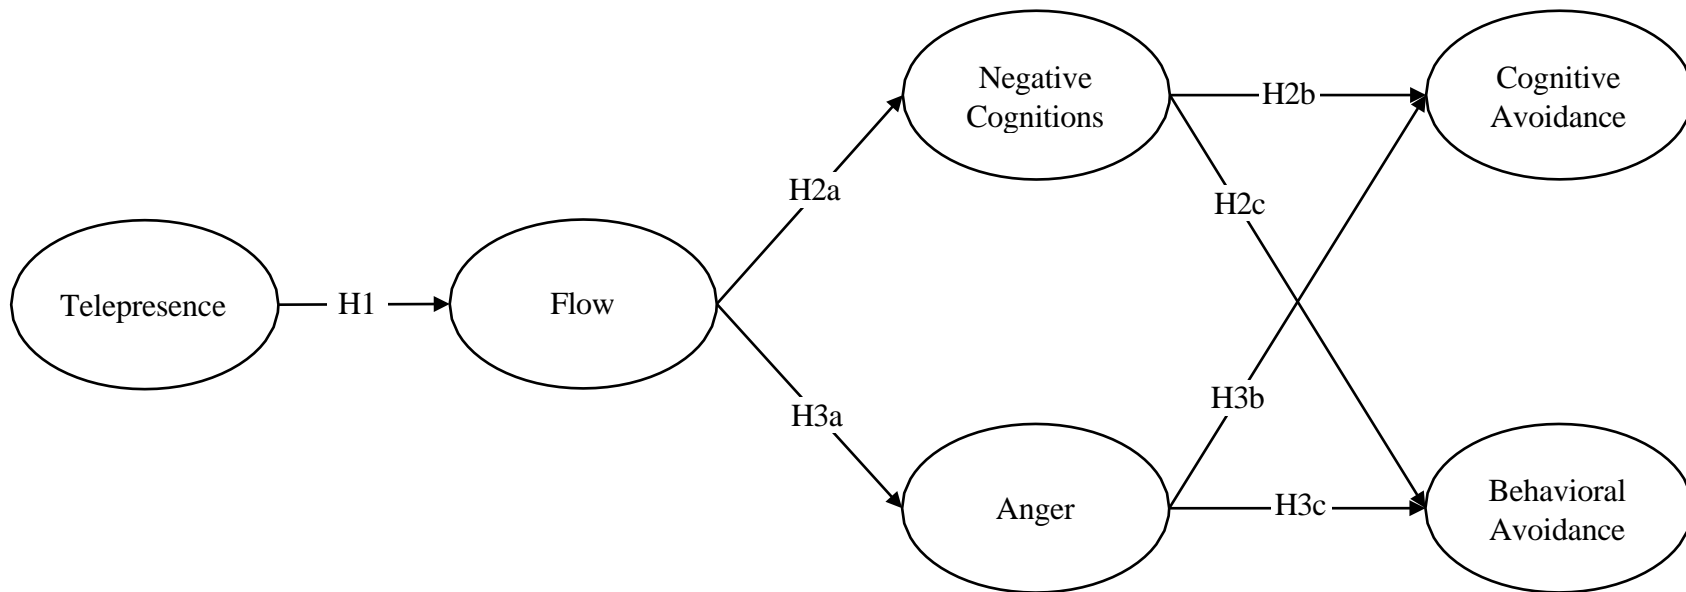 Negative
Cognitions
H2b
Cognitive
Avoidance
H2a
H2c
Telepresence
H1
Flow
H3a
H3b
Anger
H3c
Behavioral
Avoidance